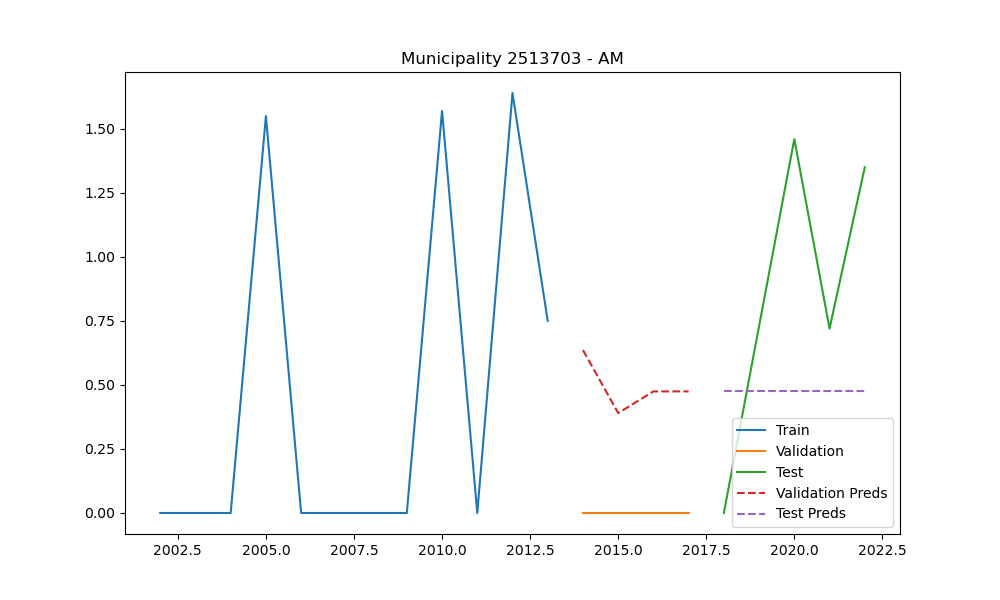 Municipality 2513703 - AM
1.50
1.25
1.00
0.75
0.50
0.25
0.00
2002.5 2005.0 2007.5 2010.0 2012.5 2015.0 2017.5 2020.0 2022.5
Train
Validation
Test
Validation Preds
Test Preds